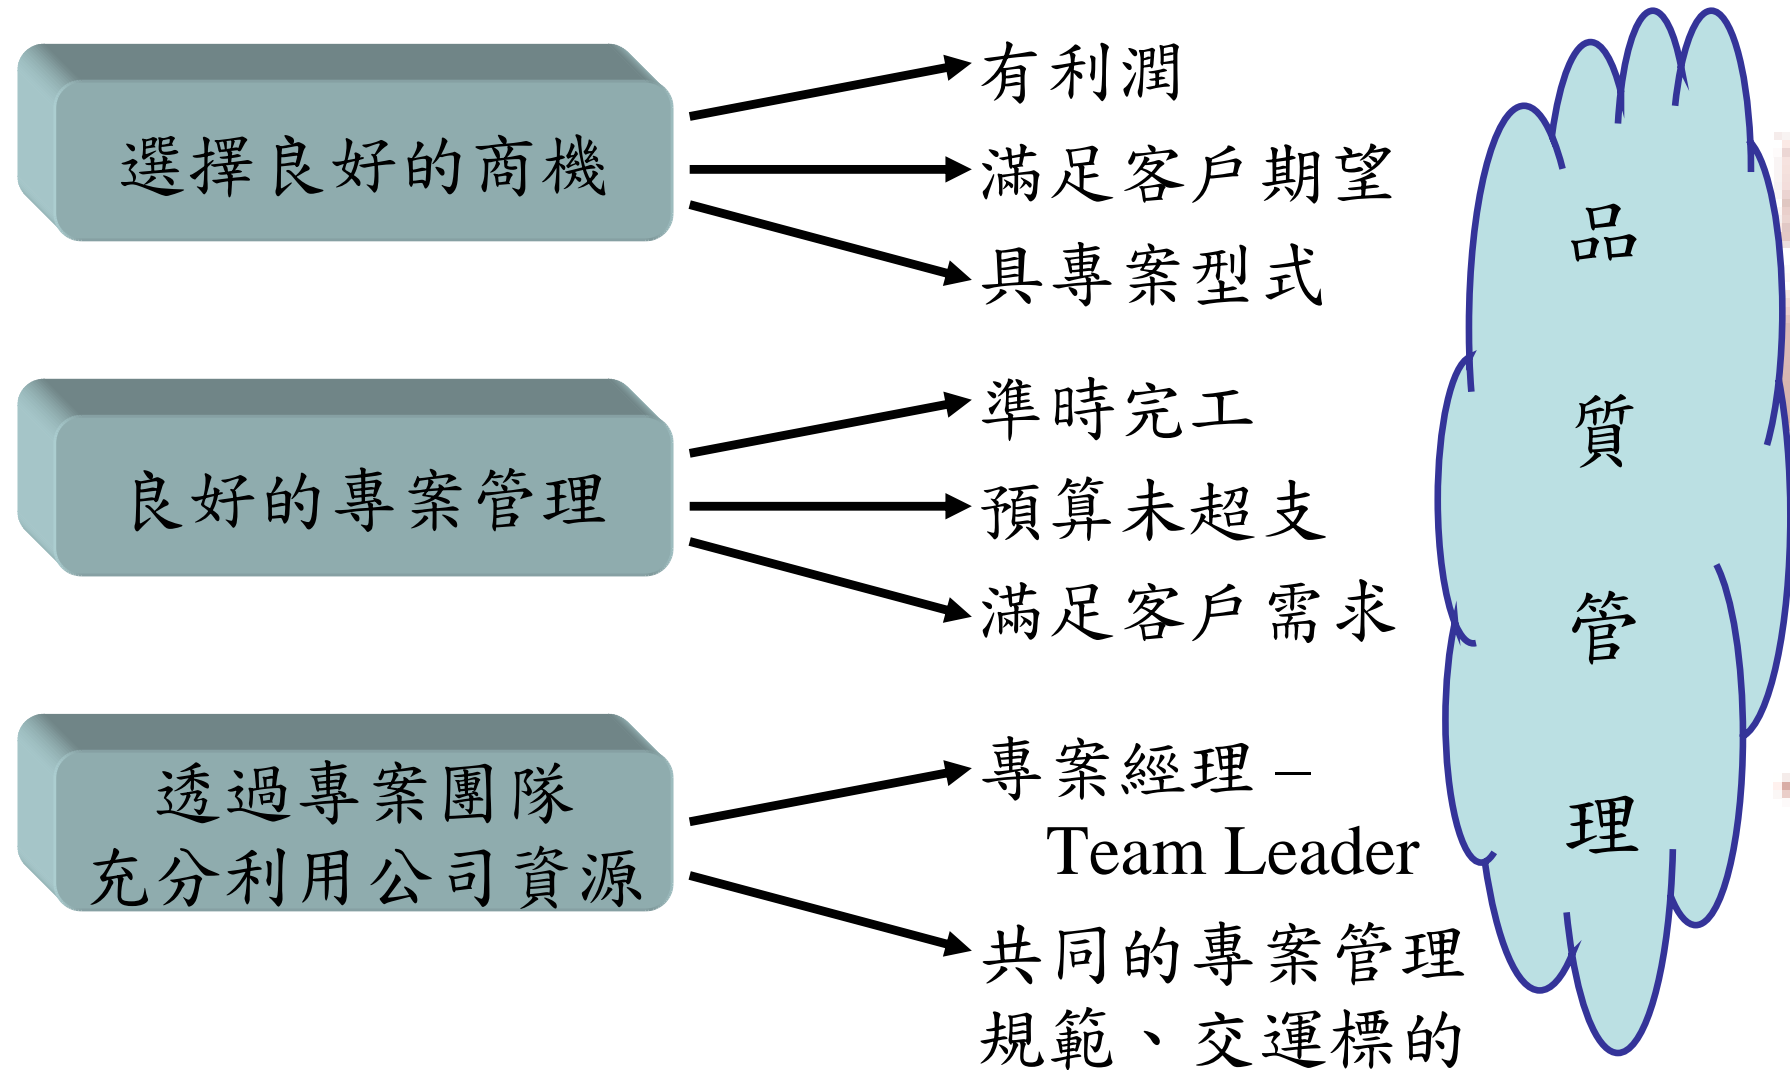 選擇良好的商機
有利潤
滿足客戶期望
具專案型式
良好的專案管理
準時完工
預算未超支
滿足客戶需求
透過專案團隊
充分利用公司資源
專案經理 –
Team Leader
共同的專案管理
規範、交運標的
品
質
管
理